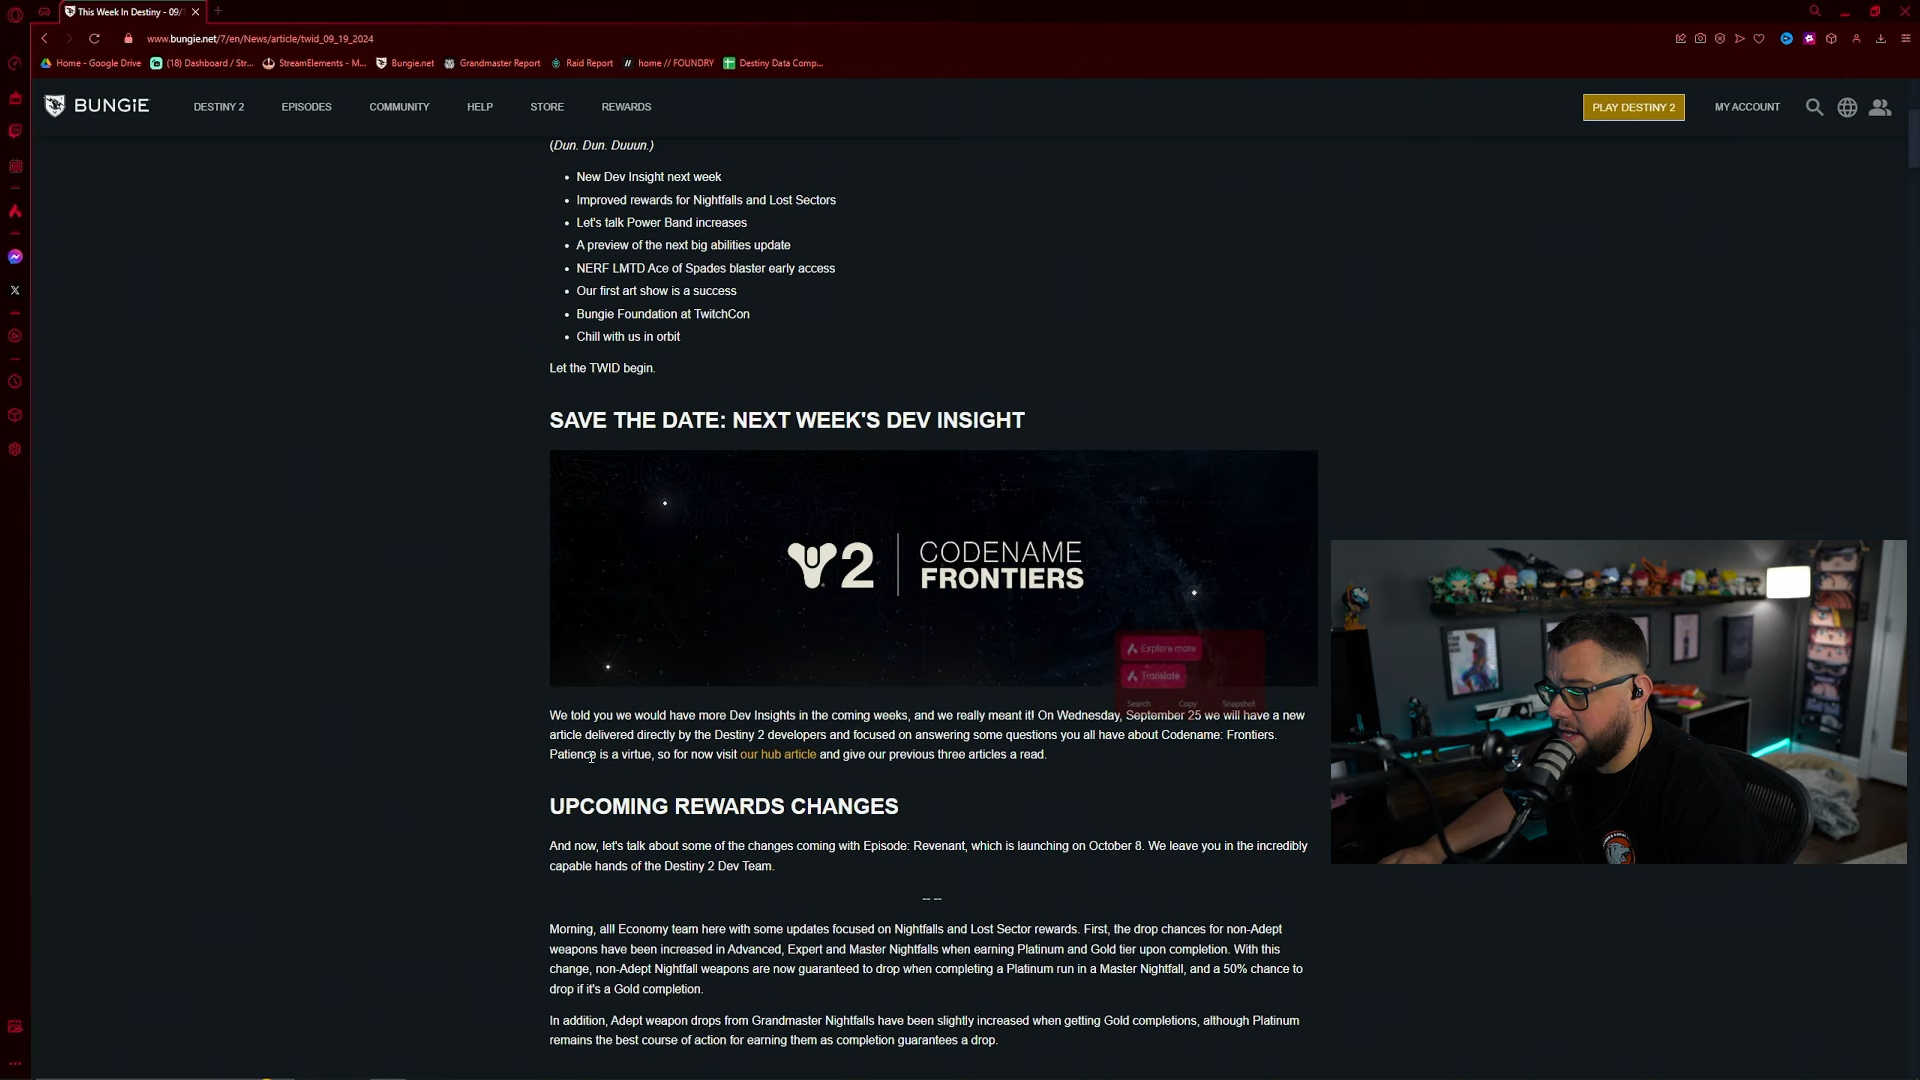 This Week In Destiny - 09/
www.bungie.net/7/en/News/article/twid_09_19_2024
Home - Google Drive
(18) Dashboard / Str...
StreamElements - M...
Bungie.net
Grandmaster Report
Raid Report
home // FOUNDRY
Destiny Data Comp...
BUNGiE
DESTINY 2
EPISODES
COMMUNITY
HELP
STORE
REWARDS
PLAY DESTINY 2
MY ACCOUNT
(Dun. Dun. Duuun.)
• New Dev Insight next week
• Improved rewards for Nightfalls and Lost Sectors
• Let's talk Power Band increases
• A preview of the next big abilities update
• NERF LMTD Ace of Spades blaster early access
• Our first art show is a success
• Bungie Foundation at TwitchCon
• Chill with us in orbit
Let the TWID begin.
SAVE THE DATE: NEXT WEEK'S DEV INSIGHT
2
CODENAME
FRONTIERS
Explore more
Translate
Search
Copy
Snapshot
We told you we would have more Dev Insights in the coming weeks, and we really meant it! On Wednesday, September 25 we will have a new
article delivered directly by the Destiny 2 developers and focused on answering some questions you all have about Codename: Frontiers.
Patience is a virtue, so for now visit our hub article and give our previous three articles a read.
UPCOMING REWARDS CHANGES
And now, let's talk about some of the changes coming with Episode: Revenant, which is launching on October 8. We leave you in the incredibly
capable hands of the Destiny 2 Dev Team.
– –
Morning, all! Economy team here with some updates focused on Nightfalls and Lost Sector rewards. First, the drop chances for non-Adept
weapons have been increased in Advanced, Expert and Master Nightfalls when earning Platinum and Gold tier upon completion. With this
change, non-Adept Nightfall weapons are now guaranteed to drop when completing a Platinum run in a Master Nightfall, and a 50% chance to
drop if it's a Gold completion.
In addition, Adept weapon drops from Grandmaster Nightfalls have been slightly increased when getting Gold completions, although Platinum
remains the best course of action for earning them as completion guarantees a drop.